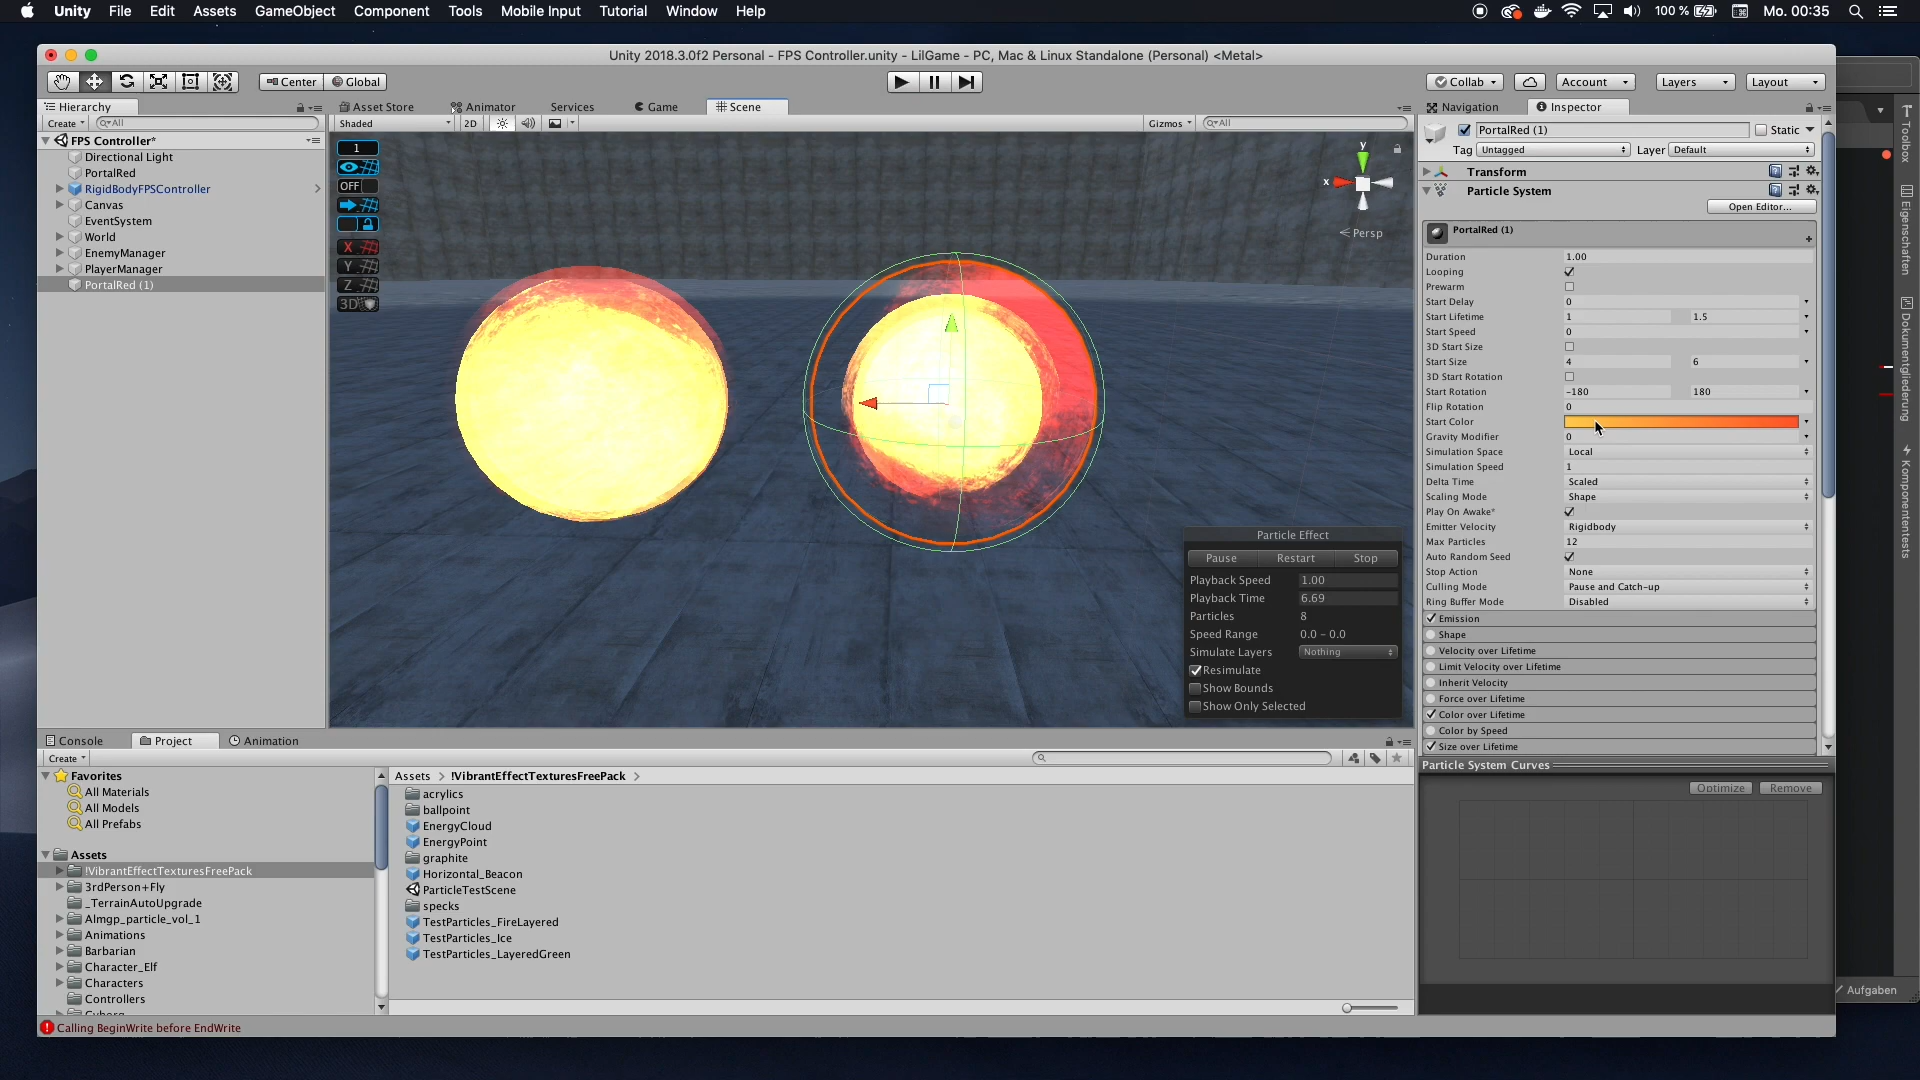 Unity File Edit Assets GameObject Component Tools Mobile Input Tutorial Window Help 100 % Mo. 00:35
Unity 2018.3.0f2 Personal - FPS Controller.unity - LilGame - PC, Mac & Linux Standalone (Personal) <Metal>
Center Global Collab Account Layers Layout
Hierarchy Asset Store Animator Services Game Scene Navigation Inspector
Create All Shaded 2D Gizmos All
FPS Controller*
Directional Light
PortalRed
RigidBodyFPSController
Canvas
EventSystem
World
EnemyManager
PlayerManager
PortalRed (1)
1
OFF
X
Y
Z
3D
y
x
Persp
Particle Effect
Pause Restart Stop
Playback Speed 1.00
Playback Time 6.69
Particles 8
Speed Range 0.0 - 0.0
Simulate Layers Nothing
Resimulate
Show Bounds
Show Only Selected
PortalRed (1) Static
Tag Untagged Layer Default
Transform
Particle System
Open Editor...
PortalRed (1)
Duration 1.00
Looping
Prewarm
Start Delay 0
Start Lifetime 1 1.5
Start Speed 0
3D Start Size
Start Size 4 6
3D Start Rotation
Start Rotation -180 180
Flip Rotation 0
Start Color
Gravity Modifier 0
Simulation Space Local
Simulation Speed 1
Delta Time Scaled
Scaling Mode Shape
Play On Awake*
Emitter Velocity Rigidbody
Max Particles 12
Auto Random Seed
Stop Action None
Culling Mode Pause and Catch-up
Ring Buffer Mode Disabled
Emission
Shape
Velocity over Lifetime
Limit Velocity over Lifetime
Inherit Velocity
Force over Lifetime
Color over Lifetime
Color by Speed
Size over Lifetime
Particle System Curves
Optimize Remove
Toolbox
Eigenschaften
Dokumentgliederung
Komponententests
Aufgaben
Console Project Animation
Create
Favorites
All Materials
All Models
All Prefabs
Assets
!VibrantEffectTexturesFreePack
3rdPerson+Fly
_TerrainAutoUpgrade
Almgp_particle_vol_1
Animations
Barbarian
Character_Elf
Characters
Controllers
Assets > !VibrantEffectTexturesFreePack >
acrylics
ballpoint
EnergyCloud
EnergyPoint
graphite
Horizontal_Beacon
ParticleTestScene
specks
TestParticles_FireLayered
TestParticles_Ice
TestParticles_LayeredGreen
Calling BeginWrite before EndWrite